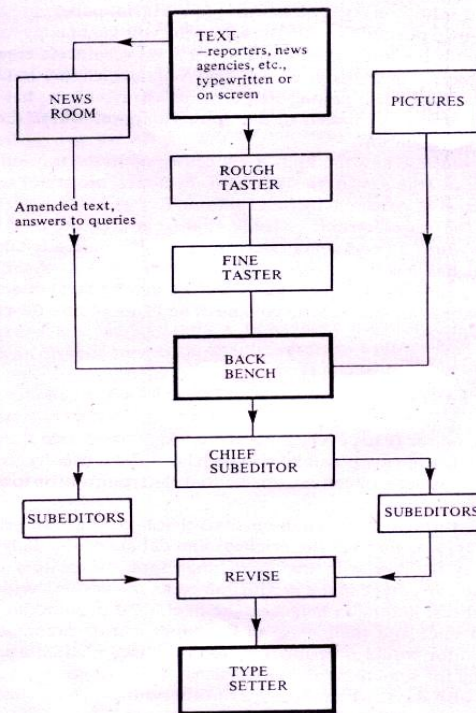 TEXT
—reporters, news
agencies, etc.,
typewritten or
on screen
NEWS
ROOM
PICTURES
ROUGH
TASTER
Amended text,
answers to queries
FINE
TASTER
BACK
BENCH
CHIEF
SUBEDITOR
SUBEDITORS
SUBEDITORS
REVISE
TYPE
SETTER